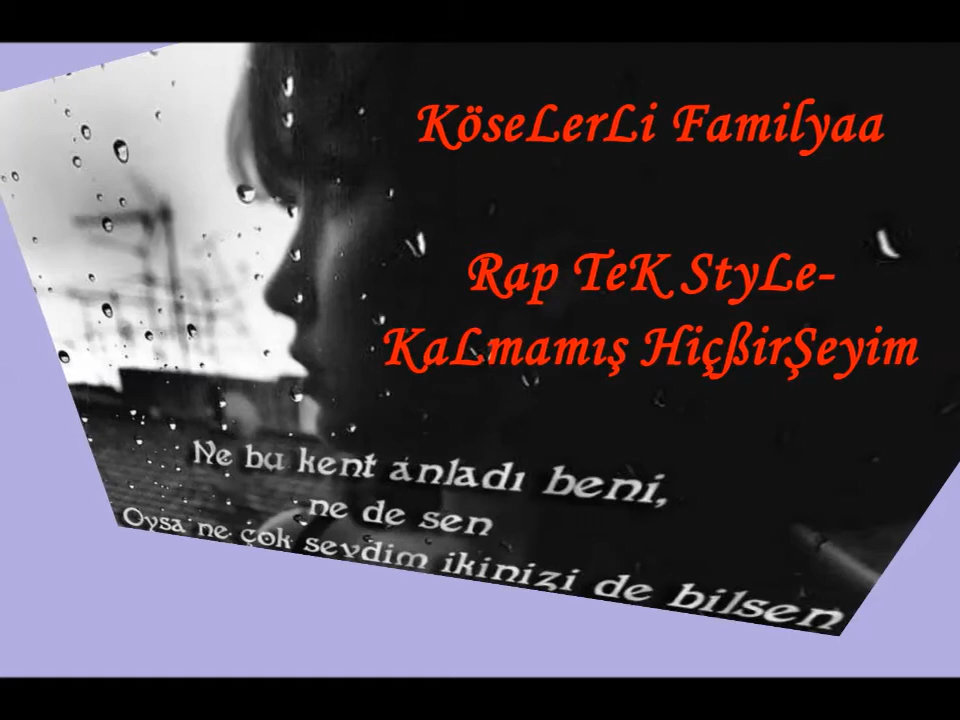 KöseLerLi Familyaa
Rap TeK StyLe-
KaLmamış HiçßirŞeyim
Ne bu kent anladı beni,
ne de sen
Oysa ne çok sevdim ikinizi de bilsen